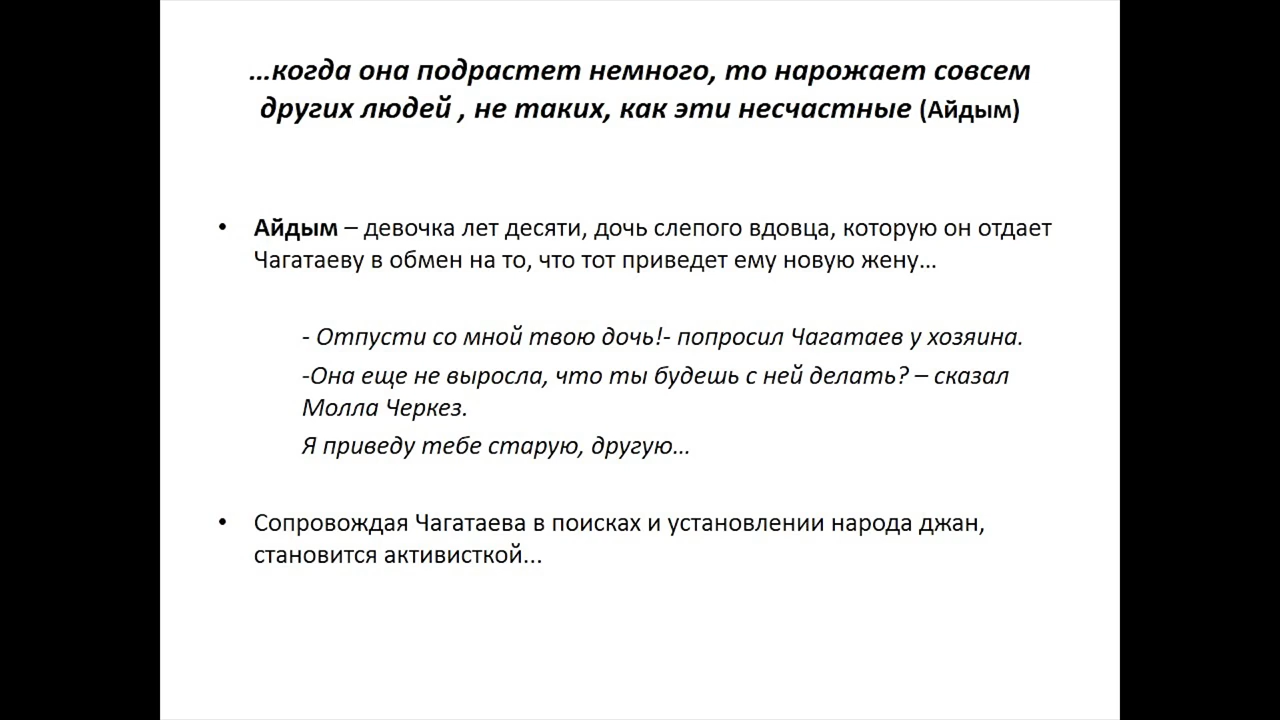 …когда она подрастет немного, то нарожает совсем
других людей , не таких, как эти несчастные (Айдым)
• Айдым – девочка лет десяти, дочь слепого вдовца, которую он отдает
Чагатаеву в обмен на то, что тот приведет ему новую жену…
- Отпусти со мной твою дочь!- попросил Чагатаев у хозяина.
-Она еще не выросла, что ты будешь с ней делать? – сказал
Молла Черкез.
Я приведу тебе старую, другую…
• Сопровождая Чагатаева в поисках и установлении народа джан,
становится активисткой...